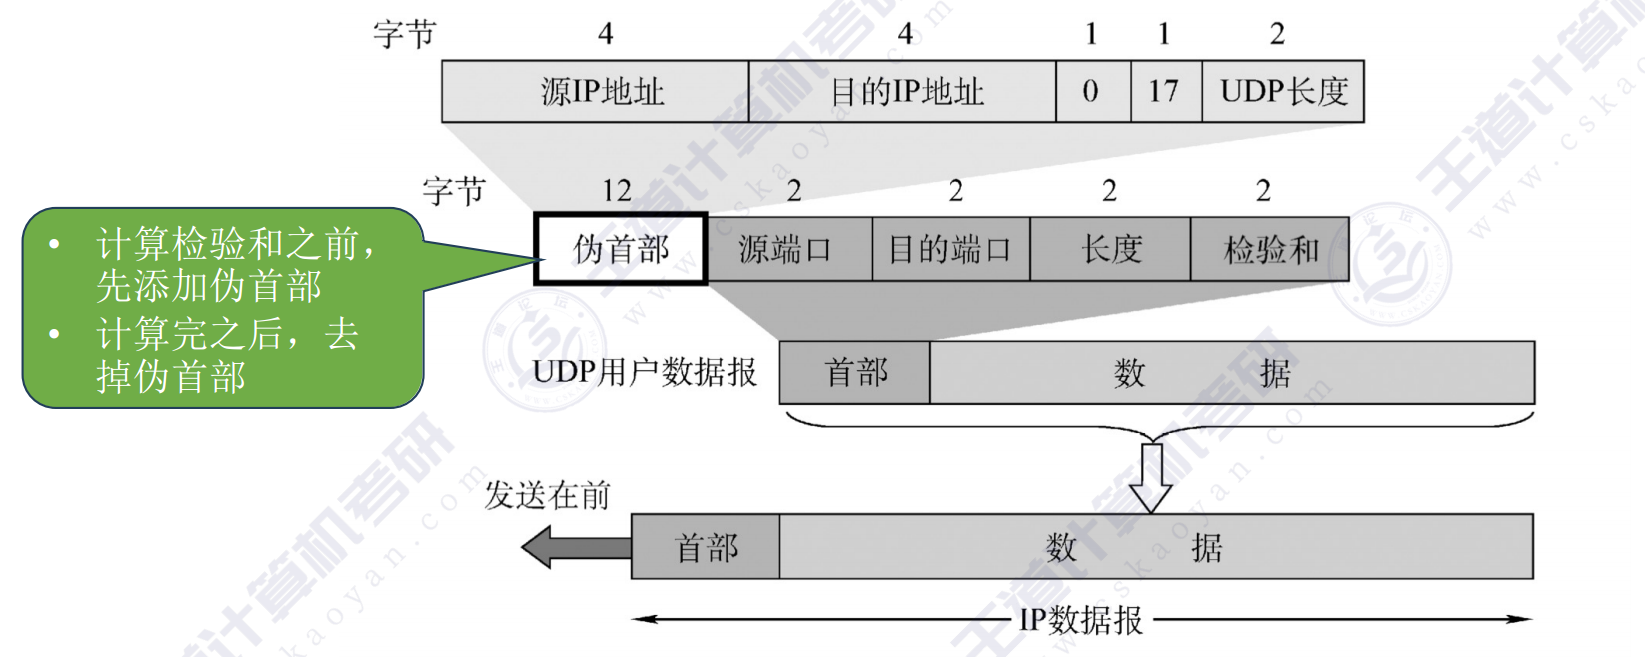 字节 4 4 1 1 2
源IP地址 目的IP地址 0 17 UDP长度
字节 12 2 2 2 2
伪首部 源端口 目的端口 长度 检验和
• 计算检验和之前，
先添加伪首部
• 计算完之后，去
掉伪首部
UDP用户数据报 首部 数 据
发送在前
首部 数 据
IP数据报
王道计算机考研
www.cskaoyan.com